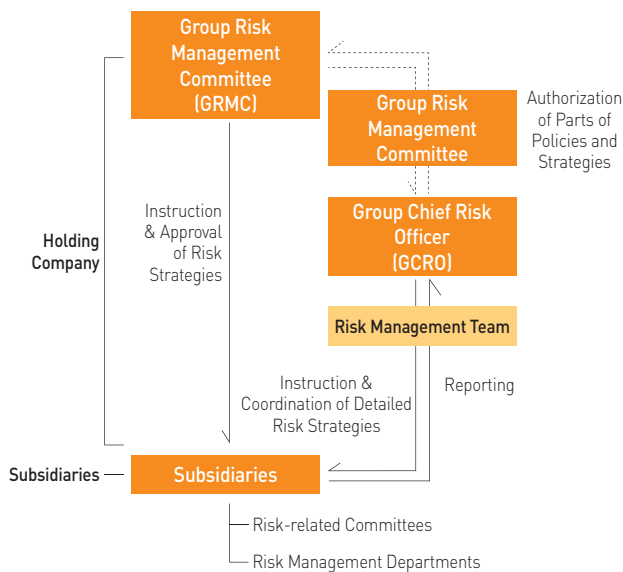 Group Risk
Management
Committee
(GRMC)
Group Risk
Management
Committee
Authorization
of Parts of
Policies and
Strategies
Group Chief Risk
Officer
(GCRO)
Instruction
& Approval
of Risk
Strategies
Holding
Company
Risk Management Team
Instruction &
Coordination of Detailed
Risk Strategies
Reporting
Subsidiaries
Subsidiaries
Risk-related Committees
Risk Management Departments